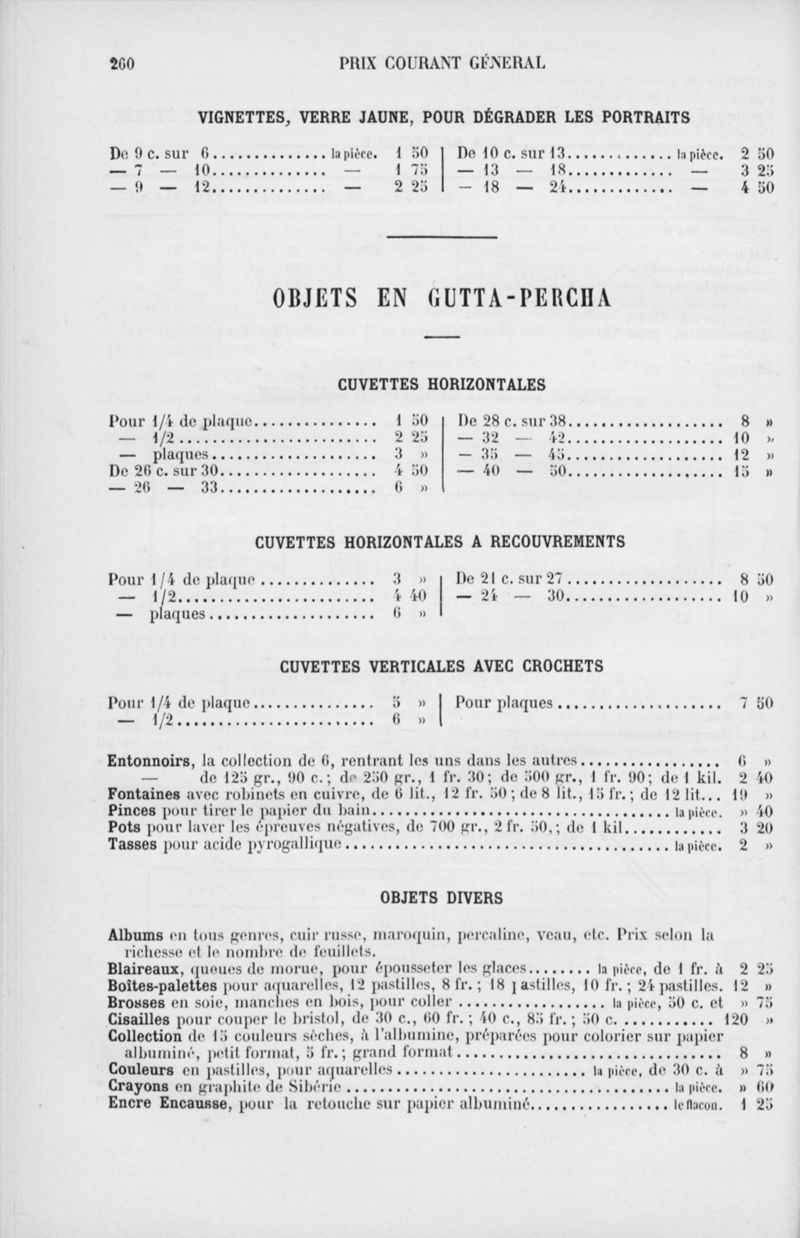 260 PRIX COURANT GÉNÉRAL
VIGNETTES, VERRE JAUNE, POUR DÉGRADER LES PORTRAITS
De 9 c. sur 6.............. la pièce. 1 50
— 7 — 10.............. — 1 75
— 9 — 12.............. — 2 25
De 10 c. sur 13............. la pièce. 2 50
— 13 — 18............. — 3 25
— 18 — 24............. — 4 50
OBJETS EN GUTTA-PERCHA
CUVETTES HORIZONTALES
Pour 1/4 de plaque............... 1 50
— 1/2........................ 2 25
— plaques.................... 3 »
De 26 c. sur 30................... 4 50
— 26 — 33................... 6 »
De 28 c. sur 38................... 8 »
— 32 — 42................... 10 »
— 35 — 45................... 12 »
— 40 — 50................... 15 »
CUVETTES HORIZONTALES A RECOUVREMENTS
Pour 1/4 de plaque.............. 3 »
— 1/2........................ 4 40
— plaques.................... 6 »
De 21 c. sur 27................... 8 50
— 24 — 30................... 10 »
CUVETTES VERTICALES AVEC CROCHETS
Pour 1/4 de plaque............... 5 »
— 1/2........................ 6 »
Pour plaques.................... 7 50
Entonnoirs, la collection de 6, rentrant les uns dans les autres................. 6 »
— de 125 gr., 90 c.; de 250 gr., 1 fr. 30; de 500 gr., 1 fr. 90; de 1 kil. 2 40
Fontaines avec robinets en cuivre, de 6 lit., 12 fr. 50; de 8 lit., 15 fr.; de 12 lit... 19 »
Pinces pour tirer le papier du bain................................... la pièce. » 40
Pots pour laver les épreuves négatives, de 700 gr., 2 fr. 50,; de 1 kil............ 3 20
Tasses pour acide pyrogallique...................................... la pièce. 2 »
OBJETS DIVERS
Albums en tous genres, cuir russe, maroquin, percaline, veau, etc. Prix selon la
richesse et le nombre de feuillets.
Blaireaux, queues de morue, pour épousseter les glaces........ la pièce, de 1 fr. à 2 25
Boîtes-palettes pour aquarelles, 12 pastilles, 8 fr.; 18 pastilles, 10 fr.; 24 pastilles. 12 »
Brosses en soie, manches en bois, pour coller.................. la pièce, 50 c. et » 75
Cisailles pour couper le bristol, de 30 c., 60 fr.; 40 c., 85 fr.; 50 c. ........... 120 »
Collection de 15 couleurs sèches, à l'albumine, préparées pour colorier sur papier
albuminé, petit format, 5 fr.; grand format............................... 8 »
Couleurs en pastilles, pour aquarelles...................... la pièce, de 30 c. à » 75
Crayons en graphite de Sibérie...................................... la pièce. » 60
Encre Encausse, pour la retouche sur papier albuminé................ le flacon. 1 25